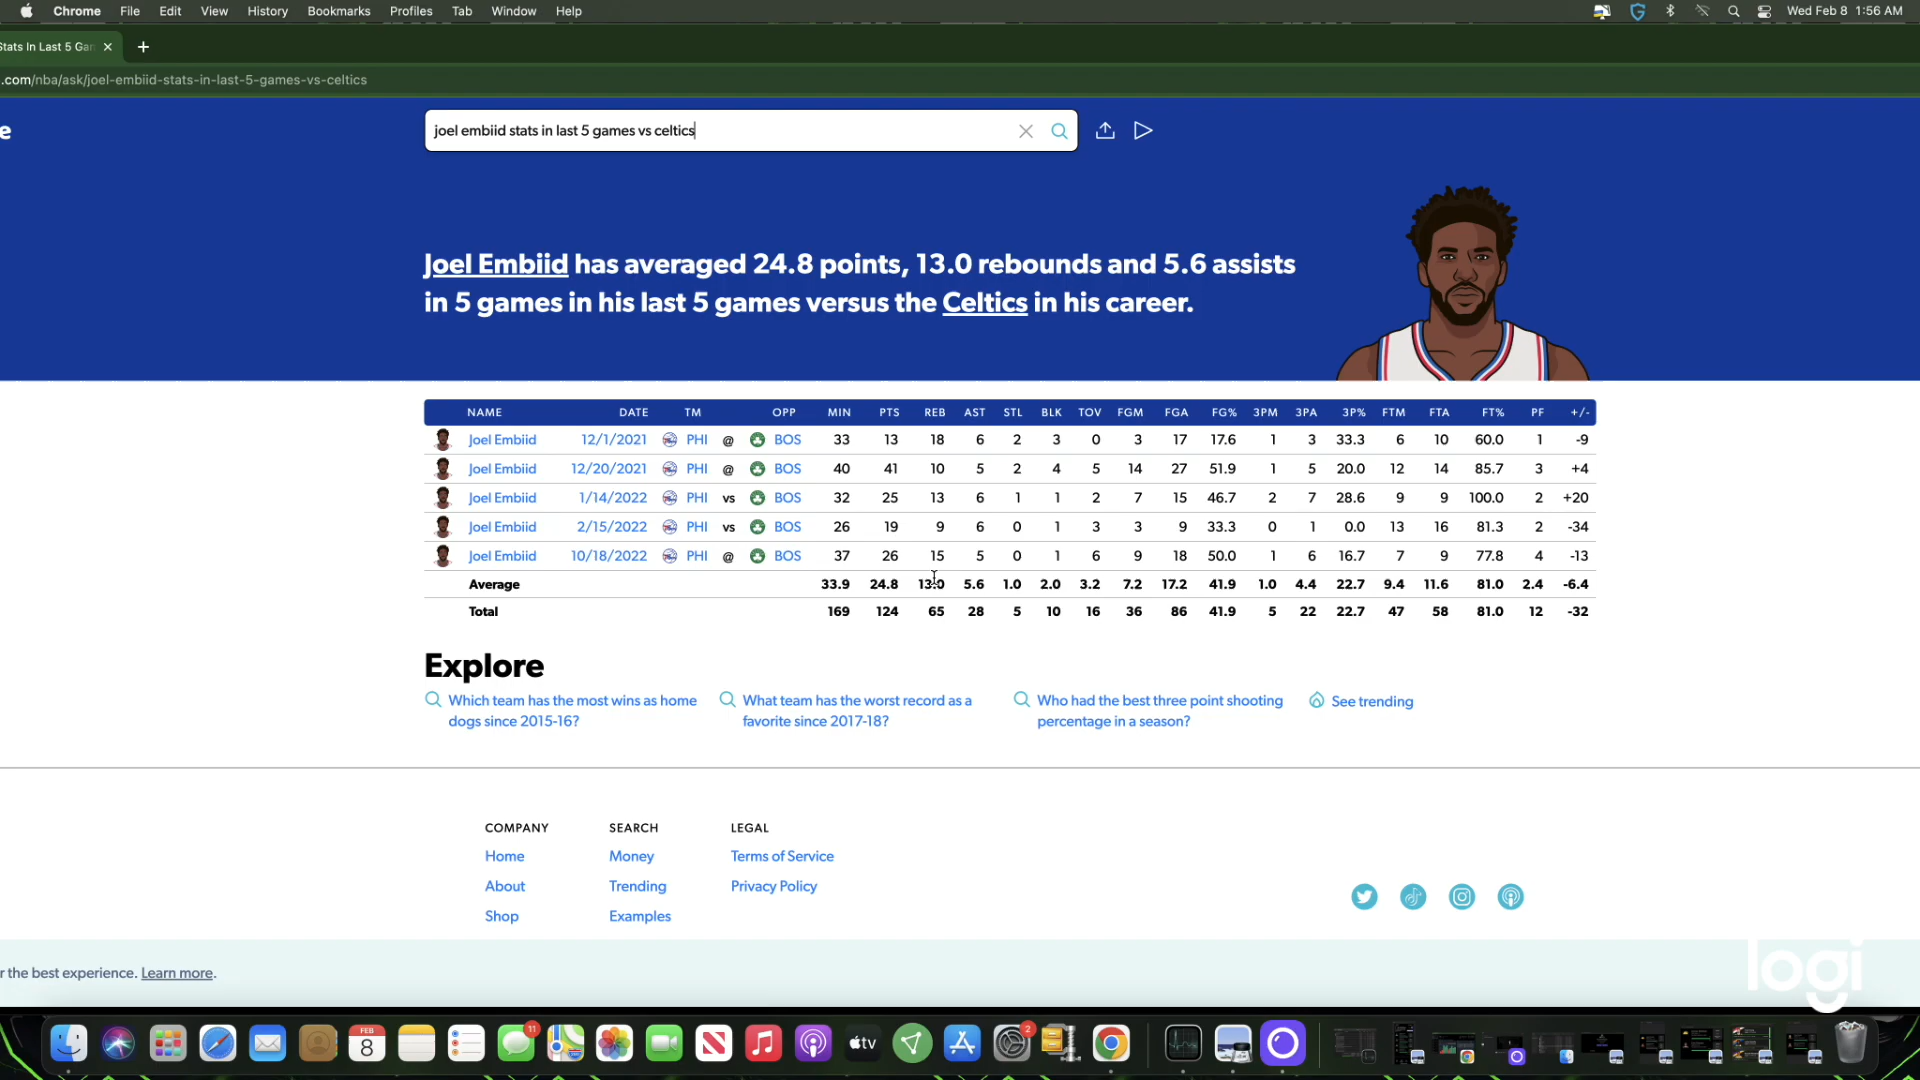 Chrome File Edit View History Bookmarks Profiles Tab Window Help Wed Feb 8 1:56 AM
Stats In Last 5 Gar
.com/nba/ask/joel-embiid-stats-in-last-5-games-vs-celtics
e
joel embiid stats in last 5 games vs celtics
Joel Embiid has averaged 24.8 points, 13.0 rebounds and 5.6 assists
in 5 games in his last 5 games versus the Celtics in his career.
NAME DATE TM OPP MIN PTS REB AST STL BLK TOV FGM FGA FG% 3PM 3PA 3P% FTM FTA FT% PF +/-
Joel Embiid 12/1/2021 PHI @ BOS 33 13 18 6 2 3 0 3 17 17.6 1 3 33.3 6 10 60.0 1 -9
Joel Embiid 12/20/2021 PHI @ BOS 40 41 10 5 2 4 5 14 27 51.9 1 5 20.0 12 14 85.7 3 +4
Joel Embiid 1/14/2022 PHI vs BOS 32 25 13 6 1 1 2 7 15 46.7 2 7 28.6 9 9 100.0 2 +20
Joel Embiid 2/15/2022 PHI vs BOS 26 19 9 6 0 1 3 3 9 33.3 0 1 0.0 13 16 81.3 2 -34
Joel Embiid 10/18/2022 PHI @ BOS 37 26 15 5 0 1 6 9 18 50.0 1 6 16.7 7 9 77.8 4 -13
Average 33.9 24.8 13.0 5.6 1.0 2.0 3.2 7.2 17.2 41.9 1.0 4.4 22.7 9.4 11.6 81.0 2.4 -6.4
Total 169 124 65 28 5 10 16 36 86 41.9 5 22 22.7 47 58 81.0 12 -32
Explore
Which team has the most wins as home
dogs since 2015-16?
What team has the worst record as a
favorite since 2017-18?
Who had the best three point shooting
percentage in a season?
See trending
COMPANY SEARCH LEGAL
Home Money Terms of Service
About Trending Privacy Policy
Shop Examples
r the best experience. Learn more.
logi
11
FEB
8
tv
2